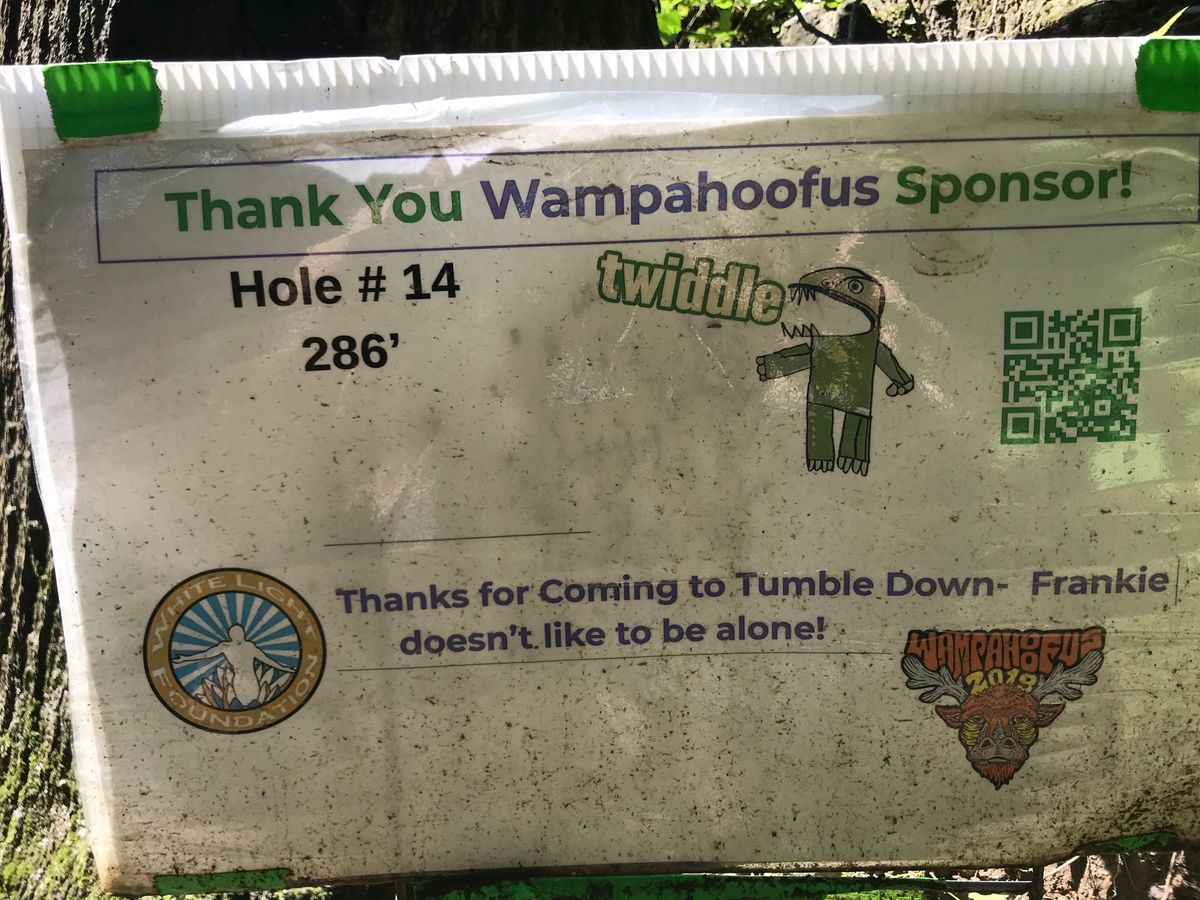 Thank You Wampahoofus Sponsor!
Hole # 14
286’
twiddle
Thanks for Coming to Tumble Down- Frankie
doesn’t like to be alone!
WHITE LIGHT
FOUNDATION
WAMPAHOOFUS
2019